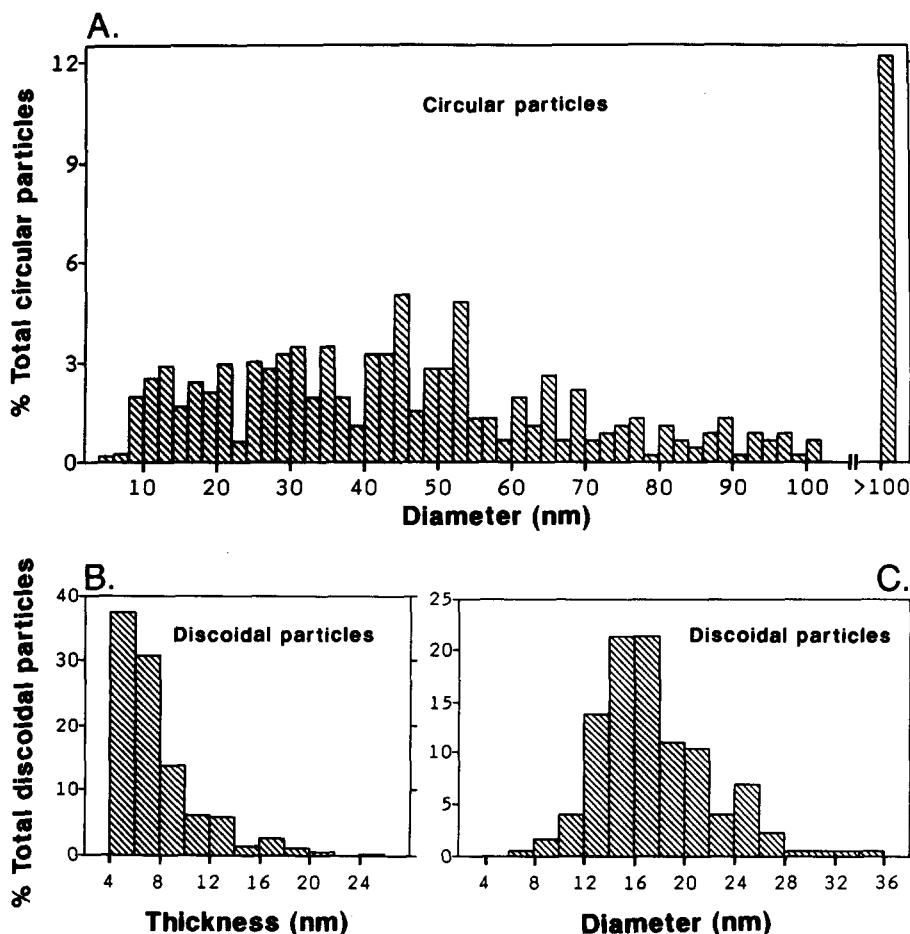 A.
% Total circular particles
12
9
6
3
0
Circular particles
10 20 30 40 50 60 70 80 90 100 >100
Diameter (nm)
B.
% Total discoidal particles
40
30
20
10
0
Discoidal particles
4 8 12 16 20 24
Thickness (nm)
C.
25
20
15
10
5
0
Discoidal particles
4 8 12 16 20 24 28 32 36
Diameter (nm)